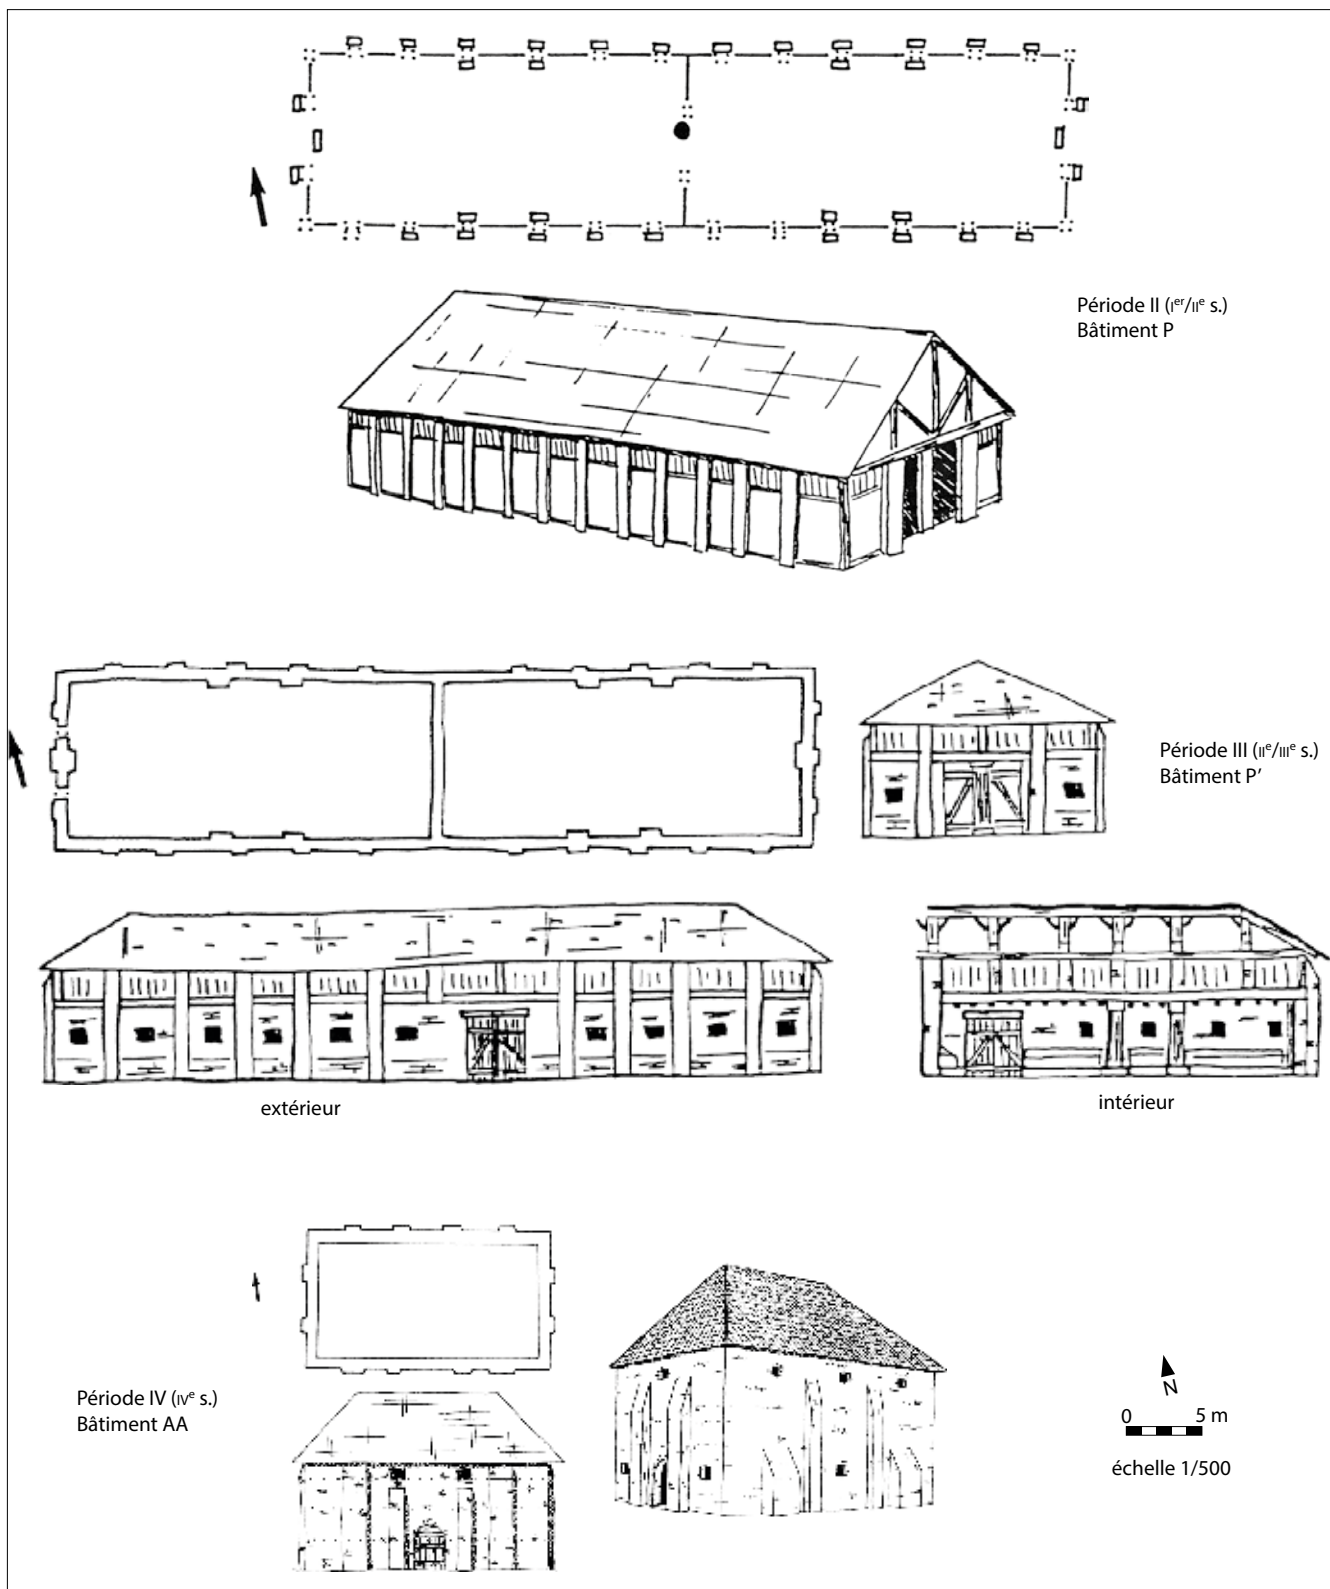 Période II (Iᵉʳ/IIᵉ s.)
Bâtiment P
Période III (IIᵉ/IIIᵉ s.)
Bâtiment P’
extérieur
intérieur
Période IV (IVᵉ s.)
Bâtiment AA
N
0 5 m
échelle 1/500